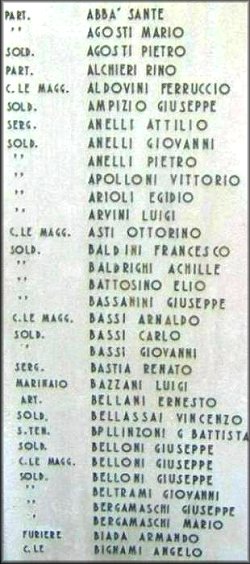 PART. ABBA' SANTE
" AGOSTI MARIO
SOLD. AGOSTI PIETRO
PART. ALCHIERI RINO
C.LE MAGG. ALDOVINI FERRUCCIO
SOLD. AMPIZIO GIUSEPPE
SERG. ANELLI ATTILIO
SOLD. ANELLI GIOVANNI
" ANELLI PIETRO
" APOLLONI VITTORIO
" ARIOLI EGIDIO
" ARVINI LUIGI
C.LE MAGG. ASTI OTTORINO
SOLD. BALDINI FRANCESCO
" BALDRIGHI ACHILLE
" BATTOSINO ELIO
" BASSANINI GIUSEPPE
C.LE MAGG. BASSI ARNALDO
SOLD. BASSI CARLO
" BASSI GIOVANNI
SERG. BASTIA RENATO
MARINAIO BAZZANI LUIGI
ART. BELLANI ERNESTO
SOLD. BELLASSAI VINCENZO
S.TEN. BPLLINZONI G BATTISTA
SOLD. BELLONI GIUSEPPE
C.LE MAGG. BELLONI GIUSEPPE
SOLD. BELLONI GIUSEPPE
" BELTRAMI GIOVANNI
" BERGAMASCHI GIUSEPPE
" BERGAMASCHI MARIO
FURIERE BIADA ARMANDO
C.LE BIGNAMI ANGELO